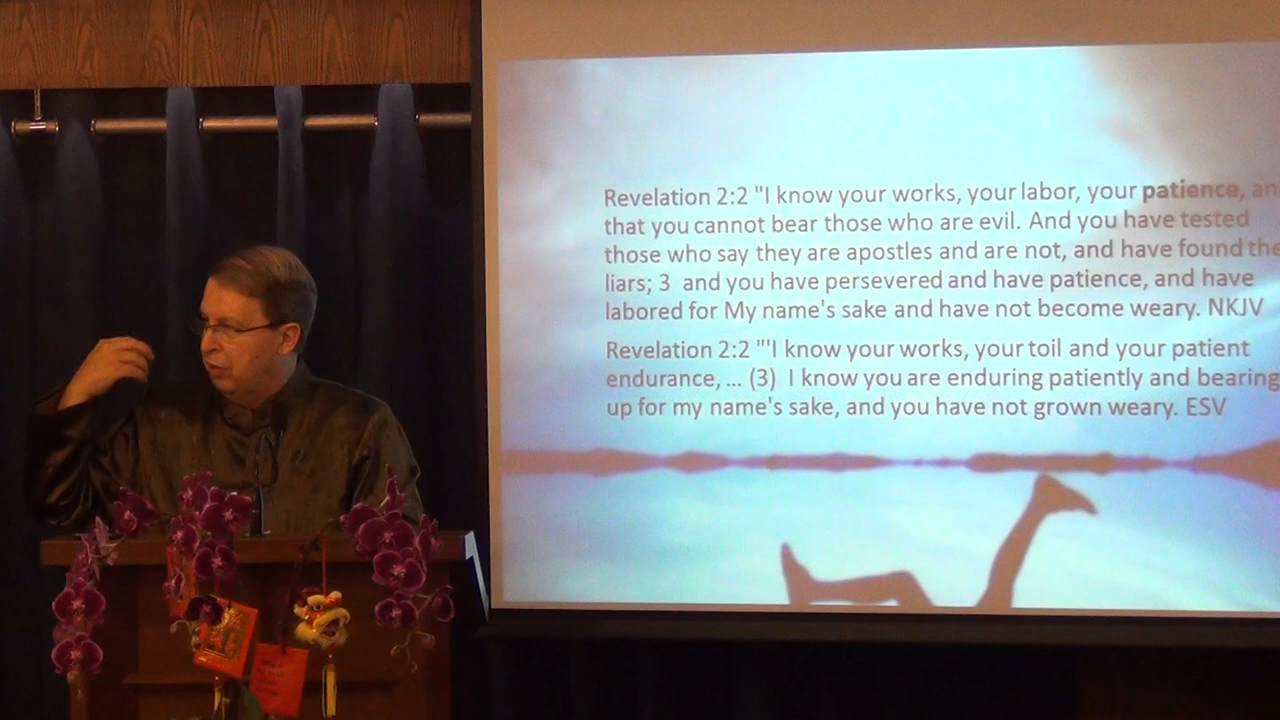 Revelation 2:2 "I know your works, your labor, your patience, an
that you cannot bear those who are evil. And you have tested
those who say they are apostles and are not, and have found the
liars; 3 and you have persevered and have patience, and have
labored for My name's sake and have not become weary. NKJV
Revelation 2:2 "'I know your works, your toil and your patient
endurance, ... (3) I know you are enduring patiently and bearing
up for my name's sake, and you have not grown weary. ESV